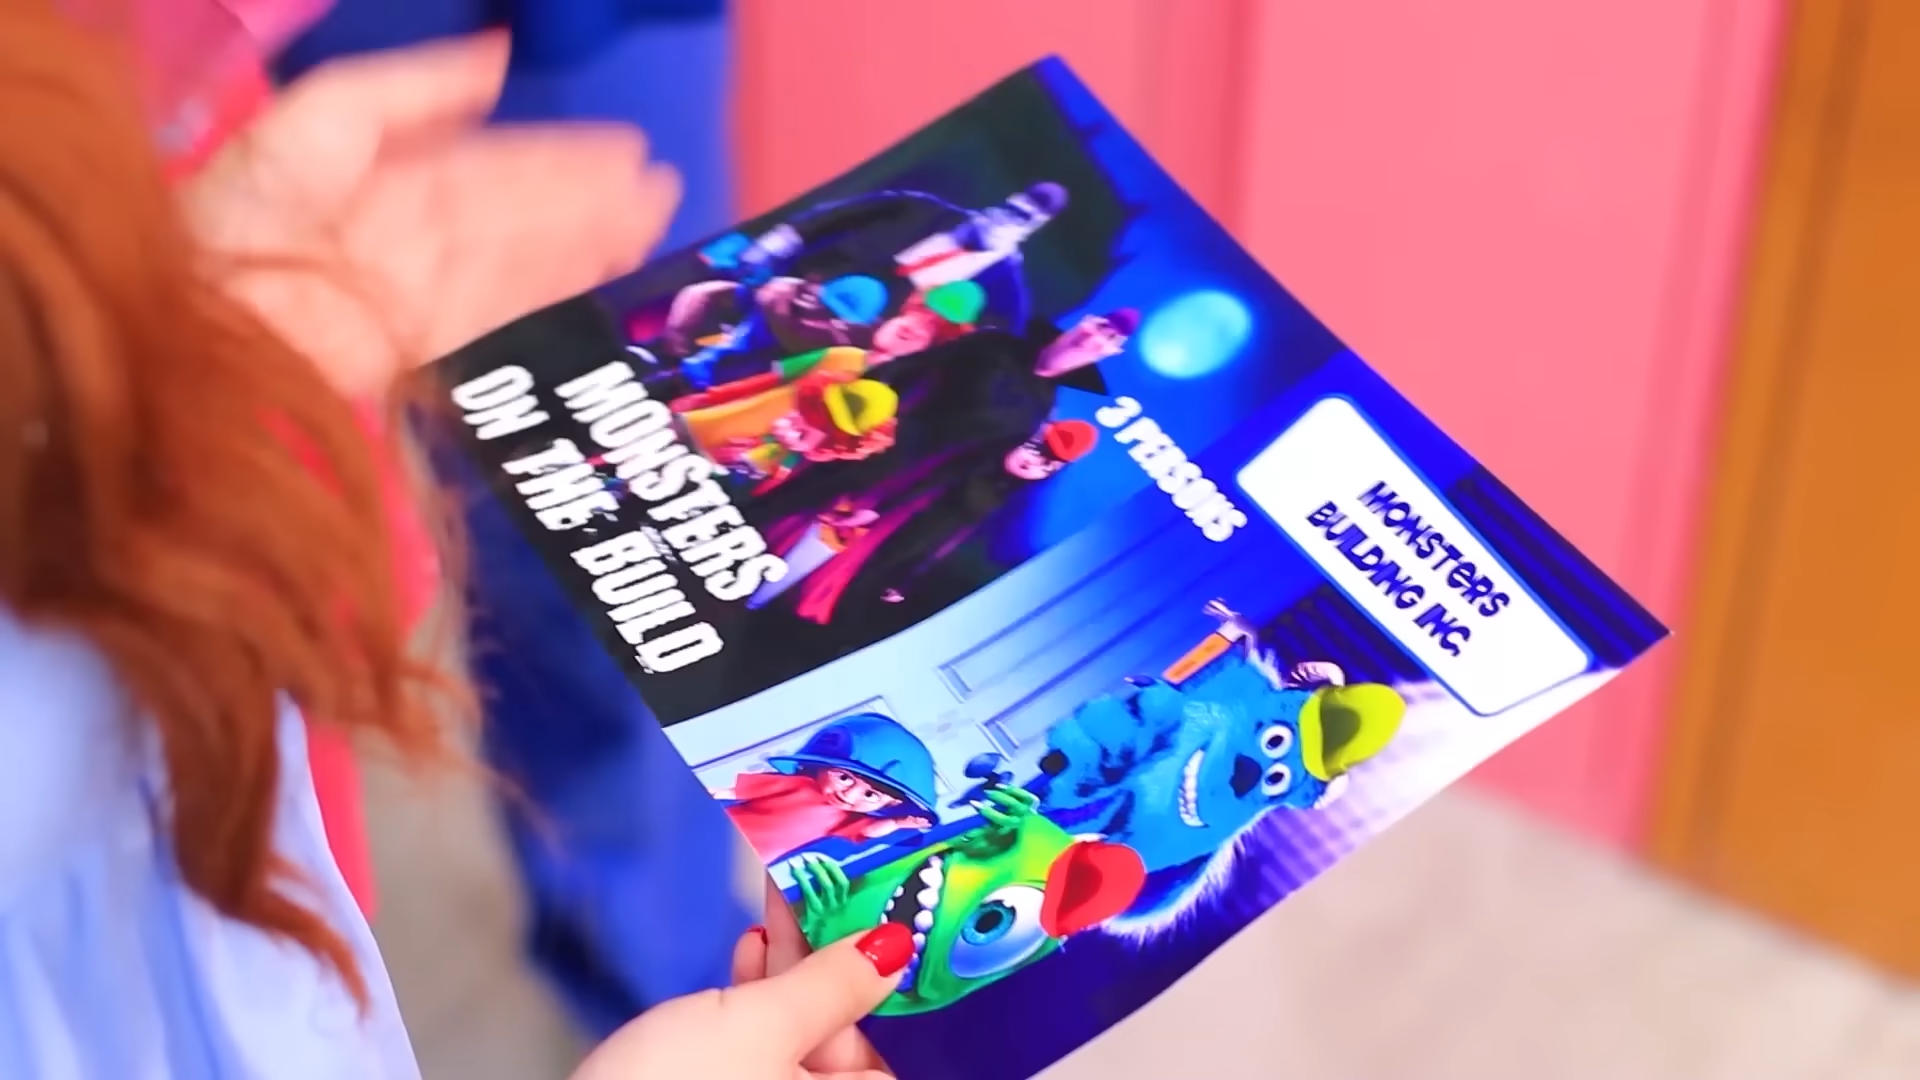 MONSTERS
BUILDING INC.
3 PERSONS
MONSTERS
ON THE BUILD